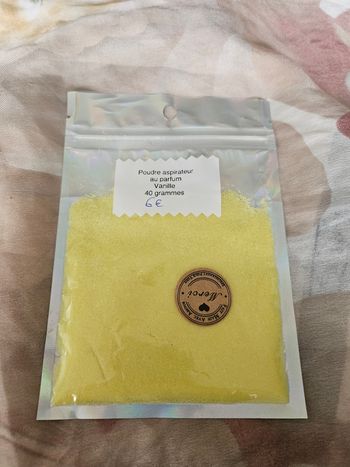 Poudre aspirateur
au parfum
Vanille
40 grammes
6 €
Merci